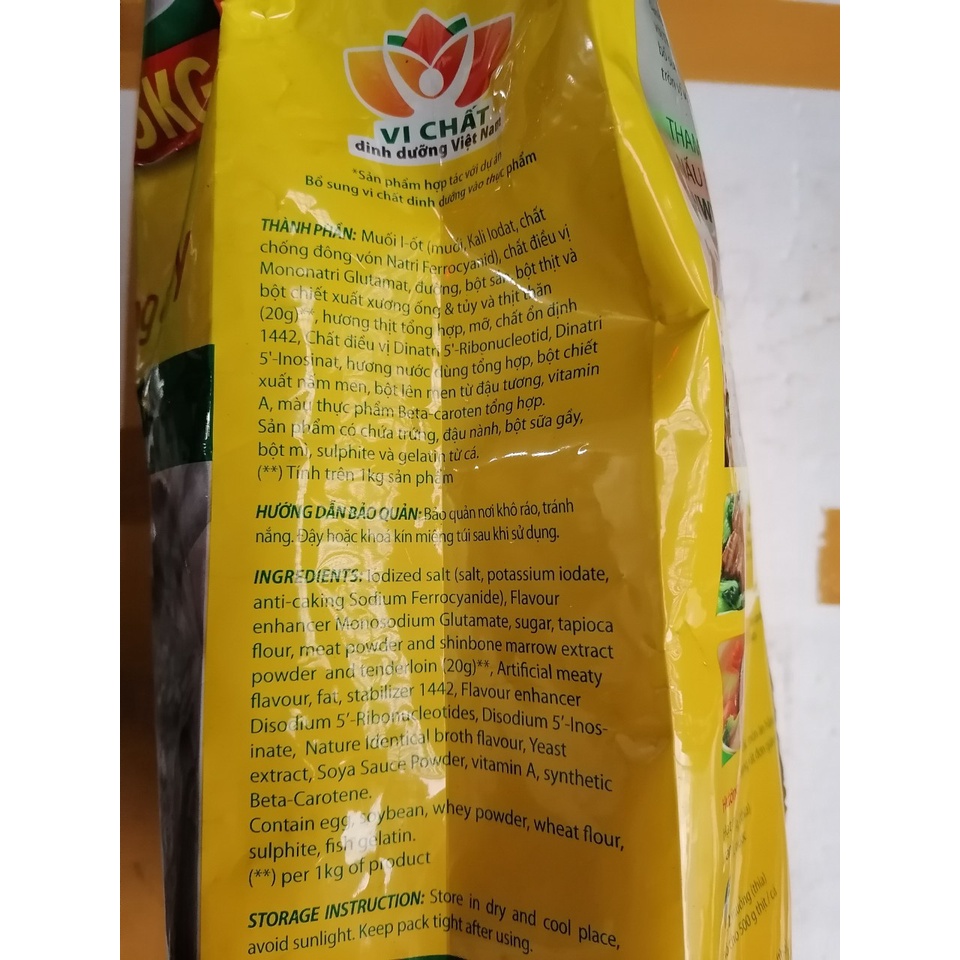 KG
VI CHẤT
dinh dưỡng Việt Nam
*Sản phẩm hợp tác với dự án
Bổ sung vi chất dinh dưỡng vào thực phẩm
THÀNH PHẦN: Muối I-ốt (muối, Kali Iodat, chất
chống đông vón Natri Ferrocyanid), chất điều vị
Mononatri Glutamat, đường, bột sắn, bột thịt và
bột chiết xuất xương ống & tủy và thịt thăn
(20g)**, hương thịt tổng hợp, mỡ, chất ổn định
1442, Chất điều vị Dinatri 5'-Ribonucleotid, Dinatri
5'-Inosinat, hương nước dùng tổng hợp, bột chiết
xuất nấm men, bột lên men từ đậu tương, vitamin
A, màu thực phẩm Beta-caroten tổng hợp.
Sản phẩm có chứa trứng, đậu nành, bột sữa gầy,
bột mì, sulphite và gelatin từ cá.
(**) Tính trên 1kg sản phẩm
HƯỚNG DẪN BẢO QUẢN: Bảo quản nơi khô ráo, tránh
nắng. Đậy hoặc khoá kín miệng túi sau khi sử dụng.
INGREDIENTS: Iodized salt (salt, potassium iodate,
anti-caking Sodium Ferrocyanide), Flavour
enhancer Monosodium Glutamate, sugar, tapioca
flour, meat powder and shinbone marrow extract
powder and tenderloin (20g)**, Artificial meaty
flavour, fat, stabilizer 1442, Flavour enhancer
Disodium 5'-Ribonucleotides, Disodium 5'-Inos-
inate, Nature Identical broth flavour, Yeast
extract, Soya Sauce Powder, vitamin A, synthetic
Beta-Carotene.
Contain egg, soybean, whey powder, wheat flour,
sulphite, fish gelatin.
(**) per 1kg of product
STORAGE INSTRUCTION: Store in dry and cool place,
avoid sunlight. Keep pack tight after using.
(thìa)
500 g thịt / cá